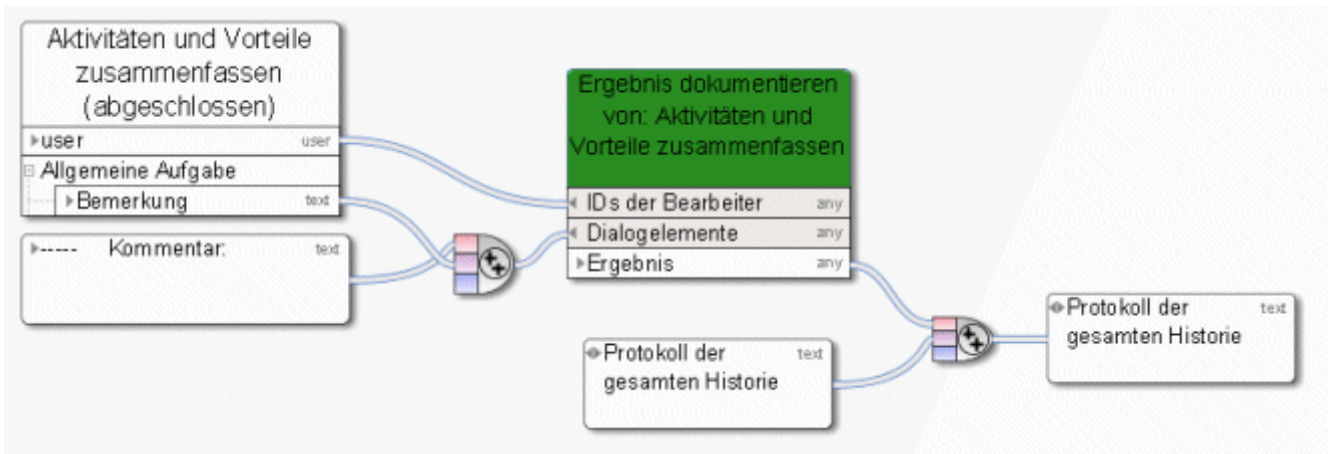 Aktivitäten und Vorteile
zusammenfassen
(abgeschlossen)
user user
Allgemeine Aufgabe
Bemerkung text
----- Kommentar: text
Ergebnis dokumentieren
von: Aktivitäten und
Vorteile zusammenfassen
IDs der Bearbeiter any
Dialogelemente any
Ergebnis any
Protokoll der text
gesamten Historie
Protokoll der text
gesamten Historie